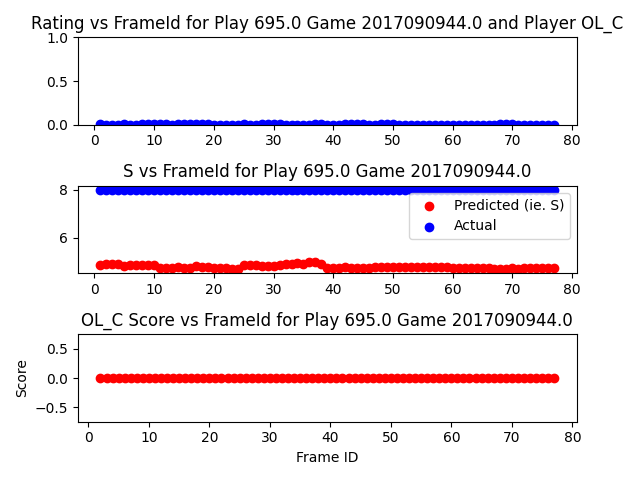 Rating vs FrameId for Play 695.0 Game 2017090944.0 and Player OL_C
1.0
0.5
0.0
0 10 20 30 40 50 60 70 80
S vs FrameId for Play 695.0 Game 2017090944.0
8
6
Predicted (ie. S)
Actual
0 10 20 30 40 50 60 70 80
OL_C Score vs FrameId for Play 695.0 Game 2017090944.0
Score
0.5
0.0
−0.5
0 10 20 30 40 50 60 70 80
Frame ID